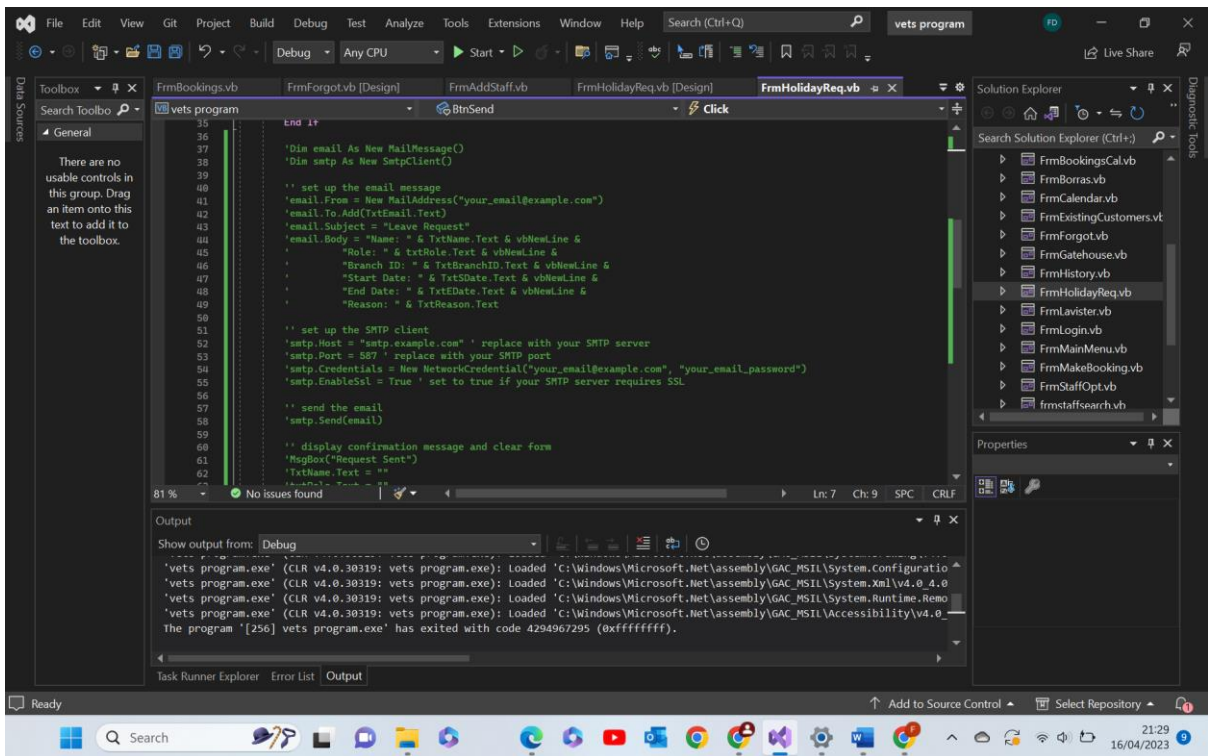 File Edit View Git Project Build Debug Test Analyze Tools Extensions Window Help Search (Ctrl+Q) vets program FD
Debug Any CPU Start Live Share
Data Sources
Toolbox
Search Toolbo
General
There are no
usable controls in
this group. Drag
an item onto this
text to add it to
the toolbox.
FrmBookings.vb FrmForgot.vb [Design] FrmAddStaff.vb FrmHolidayReq.vb [Design] FrmHolidayReq.vb
vets program BtnSend Click
35 End If
36
37 'Dim email As New MailMessage()
38 'Dim smtp As New SmtpClient()
39
40 '' set up the email message
41 'email.From = New MailAddress("your_email@example.com")
42 'email.To.Add(TxtEmail.Text)
43 'email.Subject = "Leave Request"
44 'email.Body = "Name: " & TxtName.Text & vbNewLine &
45 ' "Role: " & txtRole.Text & vbNewLine &
46 ' "Branch ID: " & TxtBranchID.Text & vbNewLine &
47 ' "Start Date: " & TxtSDate.Text & vbNewLine &
48 ' "End Date: " & TxtEDate.Text & vbNewLine &
49 ' "Reason: " & TxtReason.Text
50
51 '' set up the SMTP client
52 'smtp.Host = "smtp.example.com" ' replace with your SMTP server
53 'smtp.Port = 587 ' replace with your SMTP port
54 'smtp.Credentials = New NetworkCredential("your_email@example.com", "your_email_password")
55 'smtp.EnableSsl = True ' set to true if your SMTP server requires SSL
56
57 '' send the email
58 'smtp.Send(email)
59
60 '' display confirmation message and clear form
61 'MsgBox("Request Sent")
62 'TxtName.Text = ""
81 % No issues found Ln: 7 Ch: 9 SPC CRLF
Output
Show output from: Debug
'vets program.exe' (CLR v4.0.30319: vets program.exe): Loaded 'C:\Windows\Microsoft.Net\assembly\GAC_MSIL\System.Configuratio
'vets program.exe' (CLR v4.0.30319: vets program.exe): Loaded 'C:\Windows\Microsoft.Net\assembly\GAC_MSIL\System.Xml\v4.0_4.0
'vets program.exe' (CLR v4.0.30319: vets program.exe): Loaded 'C:\Windows\Microsoft.Net\assembly\GAC_MSIL\System.Runtime.Remo
'vets program.exe' (CLR v4.0.30319: vets program.exe): Loaded 'C:\Windows\Microsoft.Net\assembly\GAC_MSIL\Accessibility\v4.0_
The program '[256] vets program.exe' has exited with code 4294967295 (0xffffffff).
Task Runner Explorer Error List Output
Solution Explorer
Search Solution Explorer (Ctrl+;)
FrmBookingsCal.vb
FrmBorras.vb
FrmCalendar.vb
FrmExistingCustomers.vb
FrmForgot.vb
FrmGatehouse.vb
FrmHistory.vb
FrmHolidayReq.vb
FrmLavister.vb
FrmLogin.vb
FrmMainMenu.vb
FrmMakeBooking.vb
FrmStaffOpt.vb
frmstaffsearch.vb
Properties
Diagnostic Tools
Ready Add to Source Control Select Repository
Search
21:29
16/04/2023
9